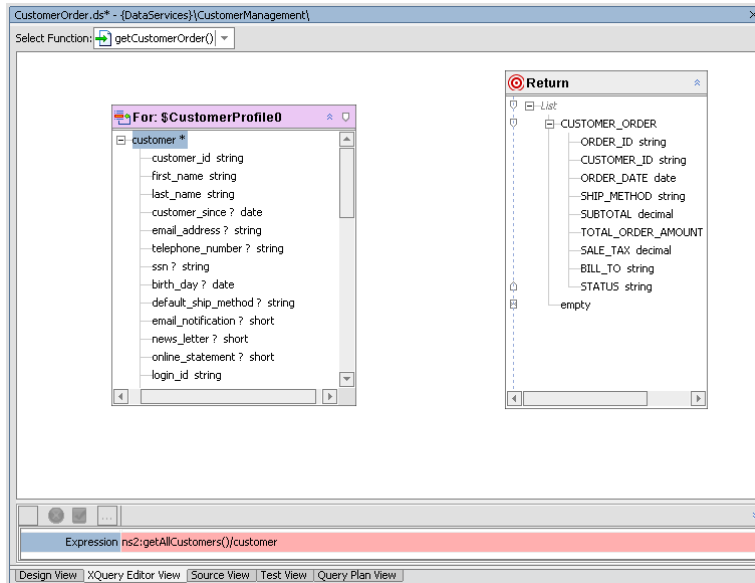 CustomerOrder.ds* - {DataServices}\CustomerManagement\
Select Function: getCustomerOrder()
For: $CustomerProfile0
customer *
customer_id string
first_name string
last_name string
customer_since ? date
email_address ? string
telephone_number ? string
ssn ? string
birth_day ? date
default_ship_method ? string
email_notification ? short
news_letter ? short
online_statement ? short
login_id string
Return
List
CUSTOMER_ORDER
ORDER_ID string
CUSTOMER_ID string
ORDER_DATE date
SHIP_METHOD string
SUBTOTAL decimal
TOTAL_ORDER_AMOUNT
SALE_TAX decimal
BILL_TO string
STATUS string
empty
...
Expression ns2:getAllCustomers()/customer
Design View XQuery Editor View Source View Test View Query Plan View